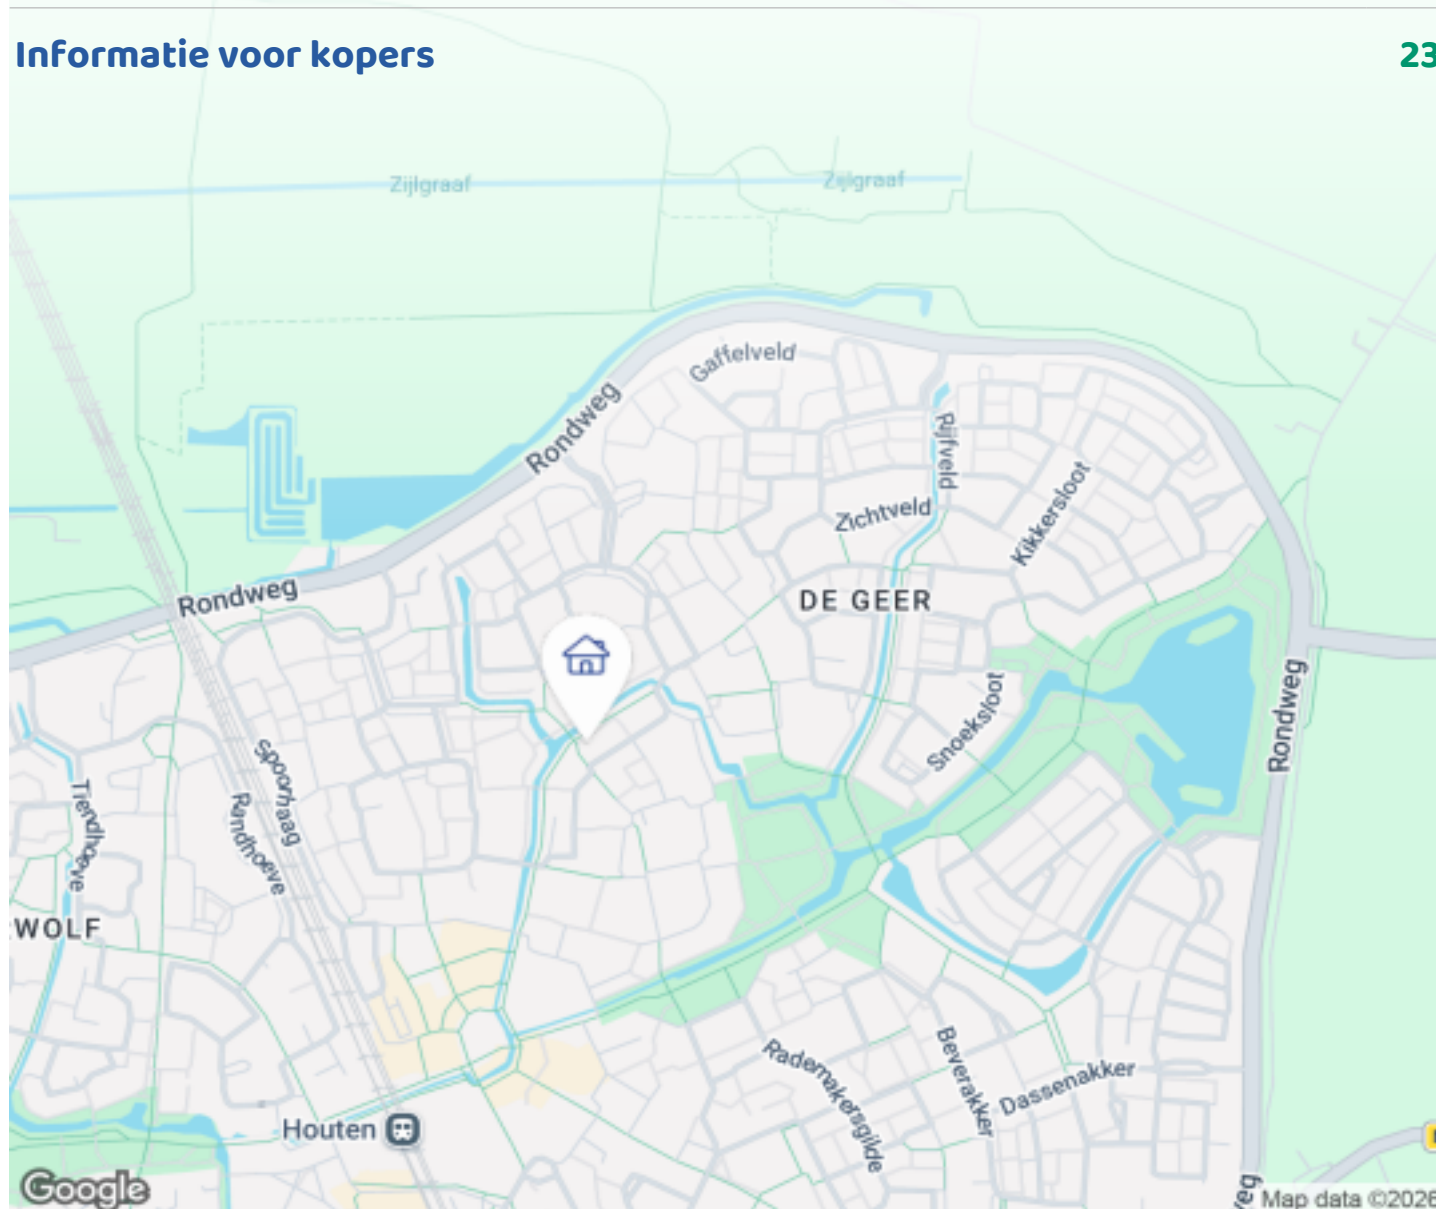 Informatie voor kopers
23
Zijlgraaf
Zijlgraaf
Gaffelveld
Rondweg
Rijfveld
Kikkersloot
Zichtveld
Rondweg
DE GEER
Snoeksloot
Rondweg
Spoorhaag
Randhoeve
Trendhoeve
WOLF
Rademakersgilde
Beverakker
Dassenakker
Houten
Google
Map data ©2026